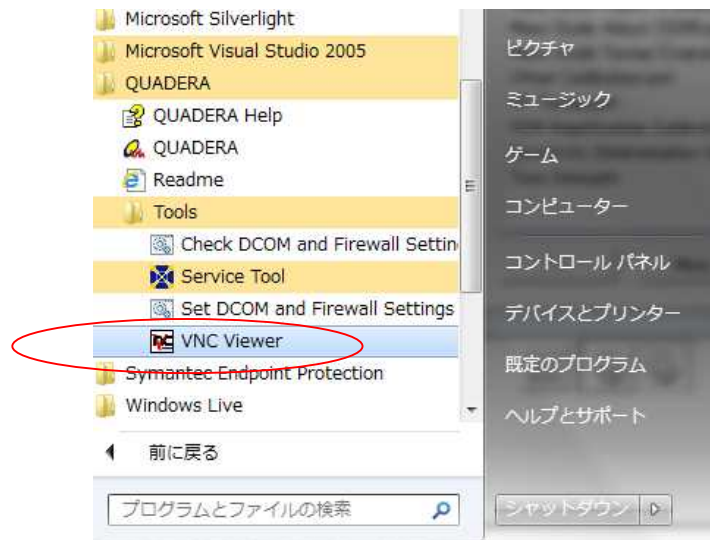 Microsoft Silverlight
Microsoft Visual Studio 2005
QUADERA
QUADERA Help
QUADERA
Readme
Tools
Check DCOM and Firewall Settin
Service Tool
Set DCOM and Firewall Settings
VNC Viewer
Symantec Endpoint Protection
Windows Live
前に戻る
プログラムとファイルの検索
ピクチャ
ミュージック
ゲーム
コンピューター
コントロール パネル
デバイスとプリンター
既定のプログラム
ヘルプとサポート
シャットダウン